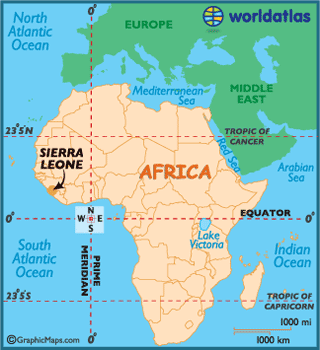 0°
North
Atlantic
Ocean
EUROPE
worldatlas
Mediterranean
Sea
MIDDLE
EAST
23°5'N
TROPIC OF
CANCER
SIERRA
LEONE
AFRICA
Red Sea
Arabian
Sea
N
W E
S
EQUATOR
0°
0°
Lake
Victoria
South
Atlantic
Ocean
PRIME
MERIDIAN
Indian
Ocean
23°5'S
TROPIC OF
CAPRICORN
1000 mi
1000 km
©GraphicMaps.com
0°